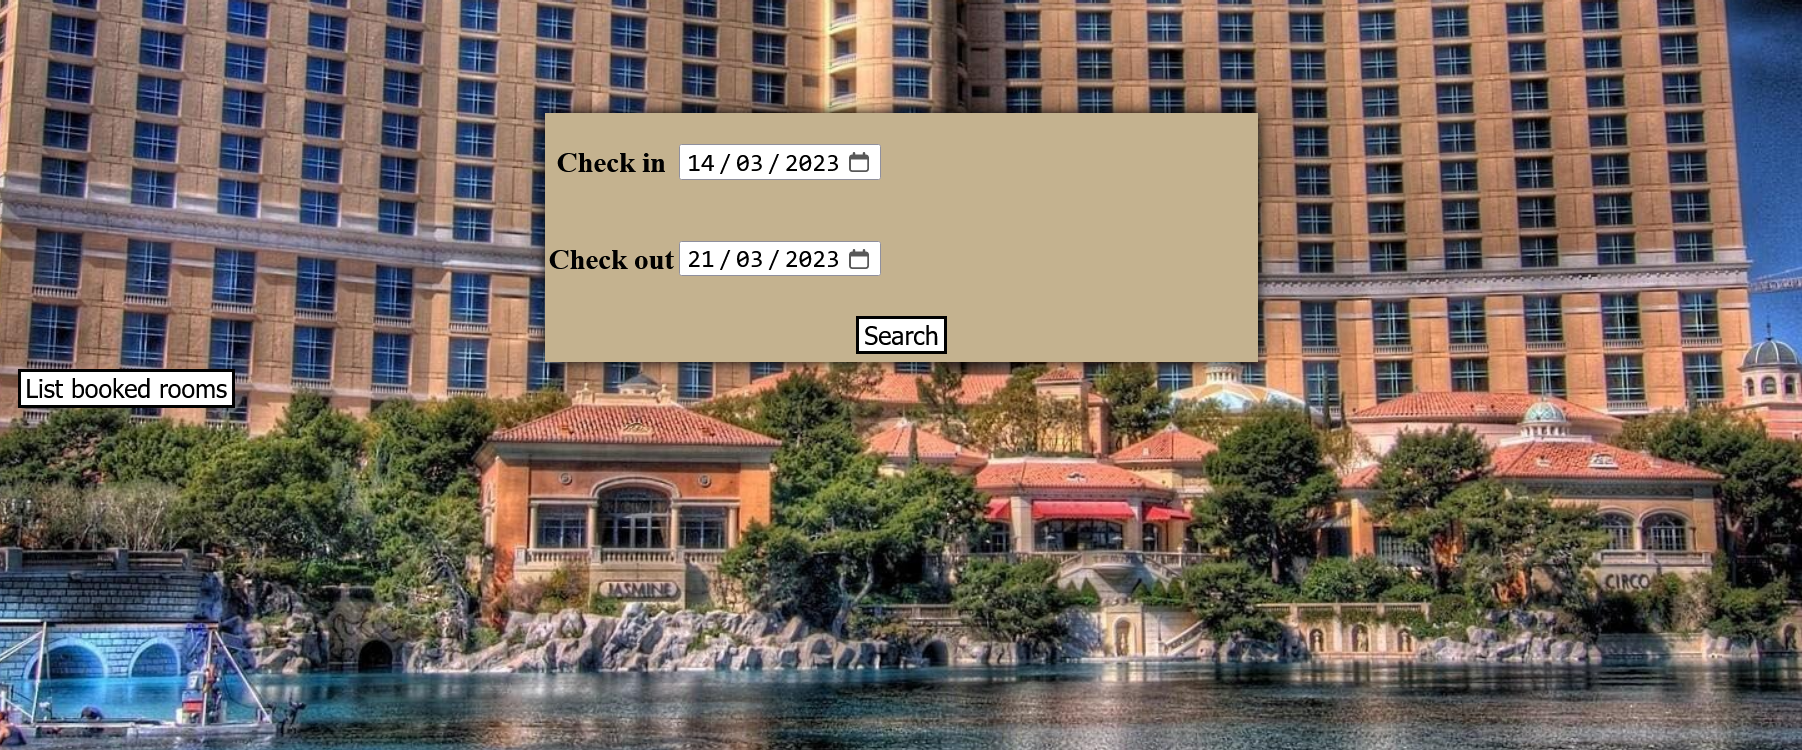 Check in 14/03/2023
Check out 21/03/2023
Search
List booked rooms
JASMINE
CIRCO